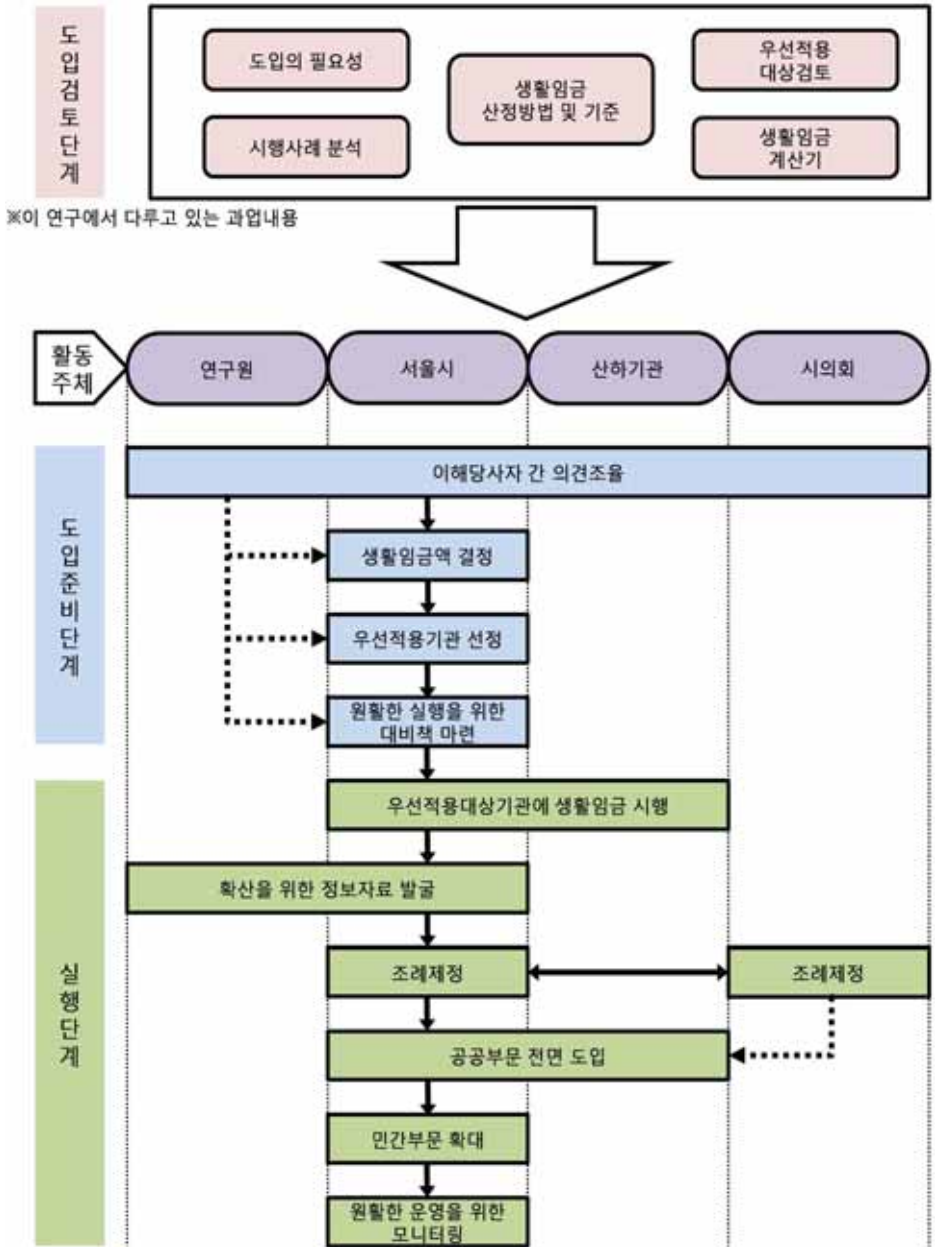 도입검토단계
도입의 필요성
시행사례 분석
생활임금
산정방법 및 기준
우선적용
대상검토
생활임금
계산기
※이 연구에서 다루고 있는 과업내용
활동
주체
연구원
서울시
산하기관
시의회
도입준비단계
이해당사자 간 의견조율
생활임금액 결정
우선적용기관 선정
원활한 실행을 위한
대비책 마련
실행단계
우선적용대상기관에 생활임금 시행
확산을 위한 정보자료 발굴
조례제정
조례제정
공공부문 전면 도입
민간부문 확대
원활한 운영을 위한
모니터링